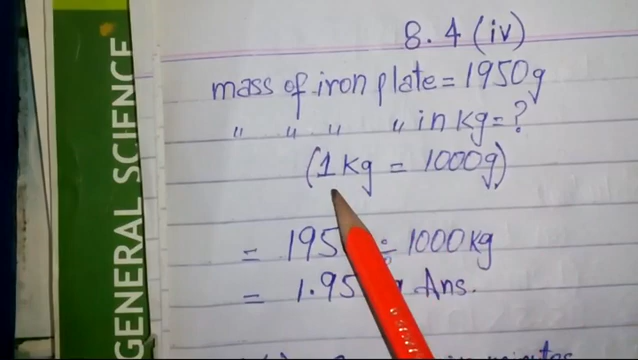 GENERAL SCIENCE
8.4 (iv)
mass of iron plate = 1950g
" " " " in kg = ?
(1 kg = 1000g)
= 195 ÷ 1000 kg
= 1.95 Ans.